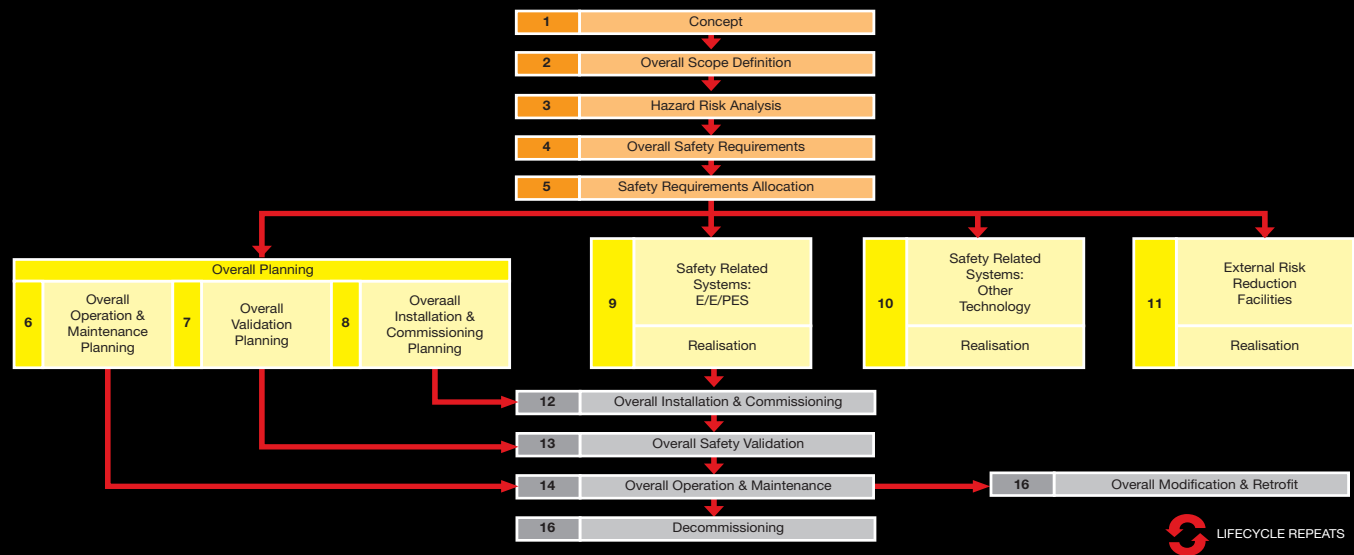 1 Concept
2 Overall Scope Definition
3 Hazard Risk Analysis
4 Overall Safety Requirements
5 Safety Requirements Allocation
Overall Planning
6
Overall
Operation &
Maintenance
Planning
7
Overall
Validation
Planning
8
Overaall
Installation &
Commissioning
Planning
9
Safety Related
Systems:
E/E/PES
Realisation
10
Safety Related
Systems:
Other
Technology
Realisation
11
External Risk
Reduction
Facilities
Realisation
12 Overall Installation & Commissioning
13 Overall Safety Validation
14 Overall Operation & Maintenance
16 Overall Modification & Retrofit
16 Decommissioning
LIFECYCLE REPEATS